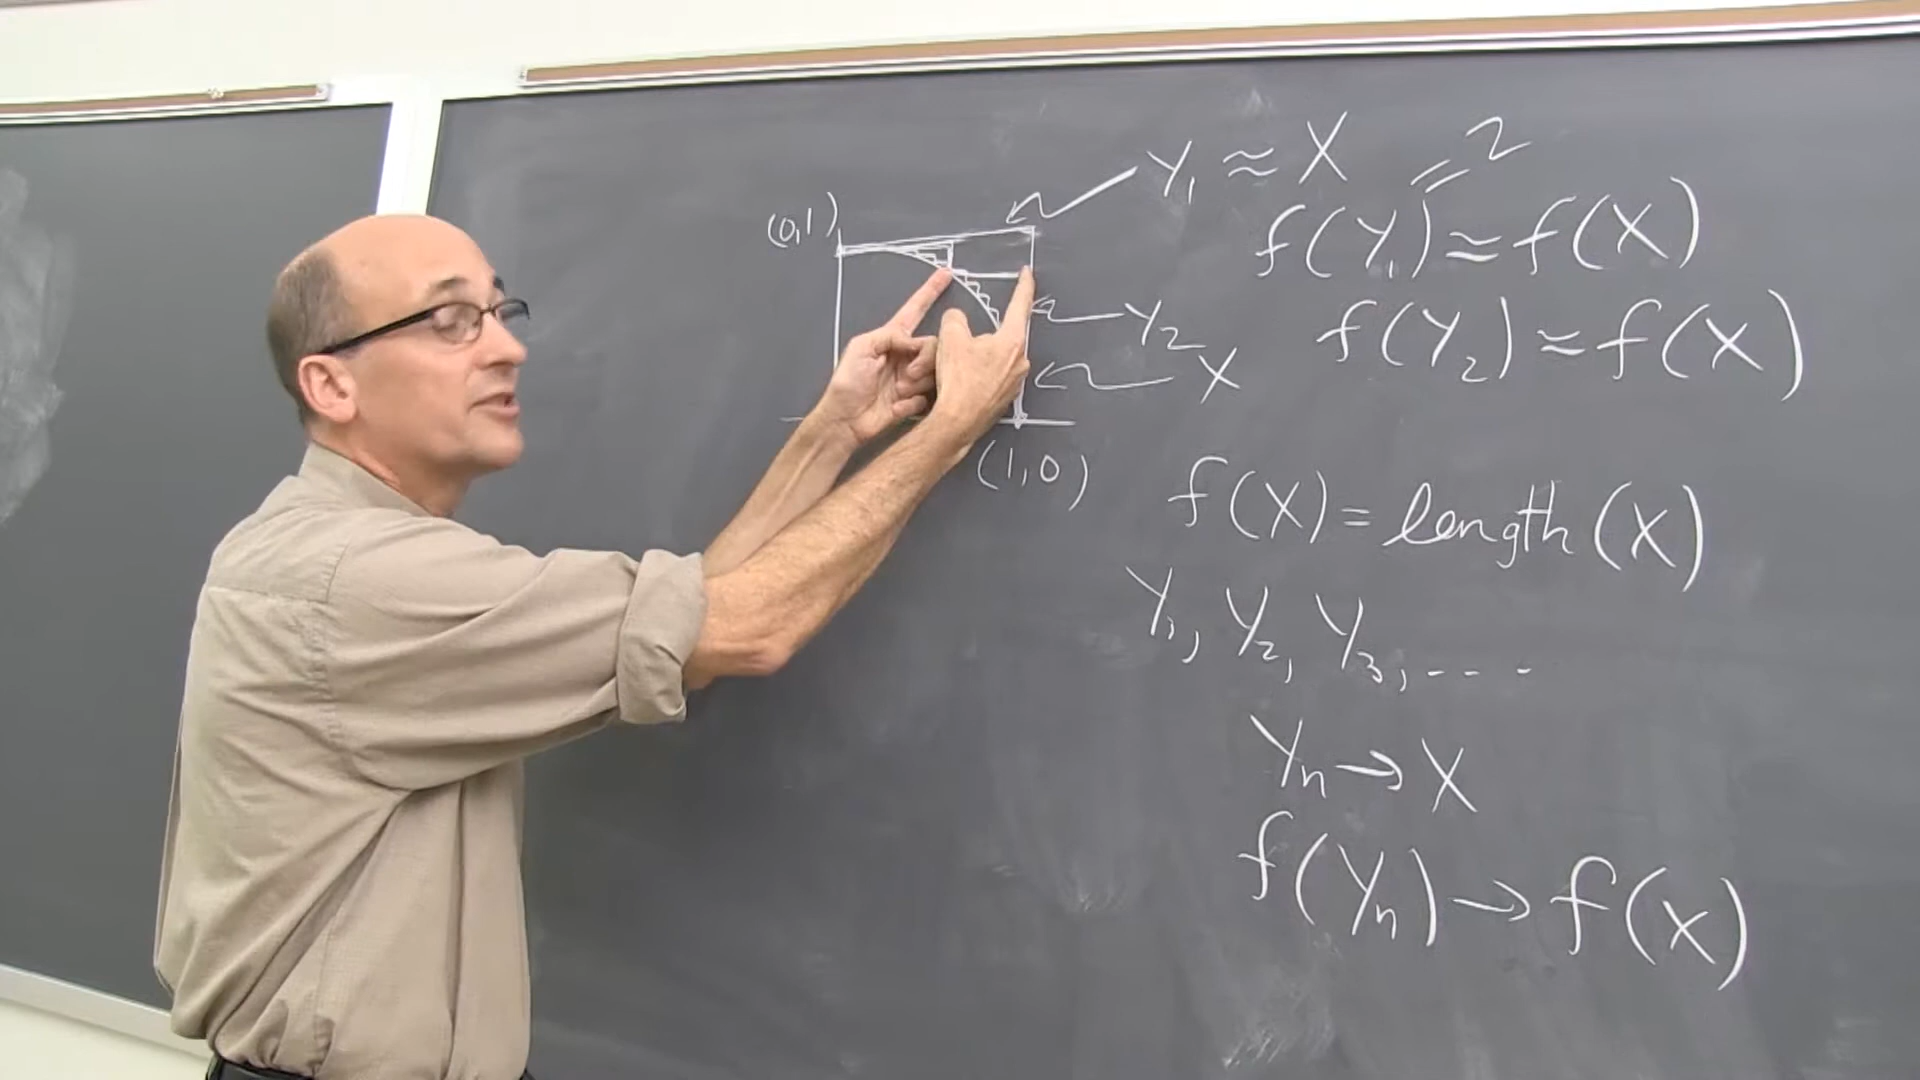 Y₁ ≈ X
= 2
(0,1)
f(Y₁) ≈ f(X)
Y₂
f(Y₂) ≈ f(X)
X
(1,0)
f(X) = length(X)
Y₁, Y₂, Y₃, ....
Yₙ → X
f(Yₙ) → f(X)